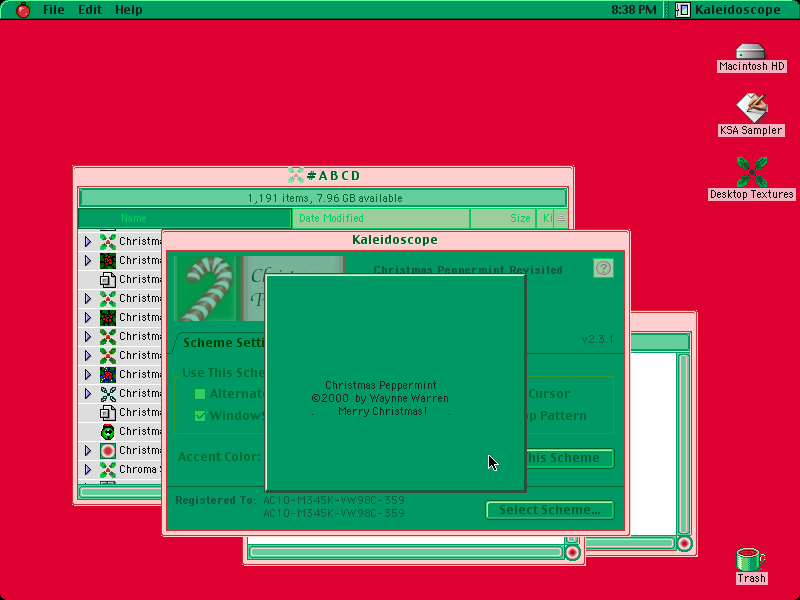 File Edit Help
8:38 PM
Kaleidoscope
Macintosh HD
KSA Sampler
Desktop Textures
#ABCD
1,191 items, 7.96 GB available
Name
Date Modified
Size
Ki
Kaleidoscope
Christma
Christma
Christma
Christma
Christma
Christma
Christma
Christma
Christma
Christma
Christma
Christma
Chroma S
Christmas Peppermint Revisited
?
v2.3.1
Scheme Setti
Use This Sche
Alternat
Windows
Cursor
op Pattern
Accent Color:
his Scheme
Christmas Peppermint
©2000 by Waynne Warren
Merry Christmas!
Registered To: AC10-M345K-VW98C-359
AC10-M345K-VW98C-359
Select Scheme...
Trash